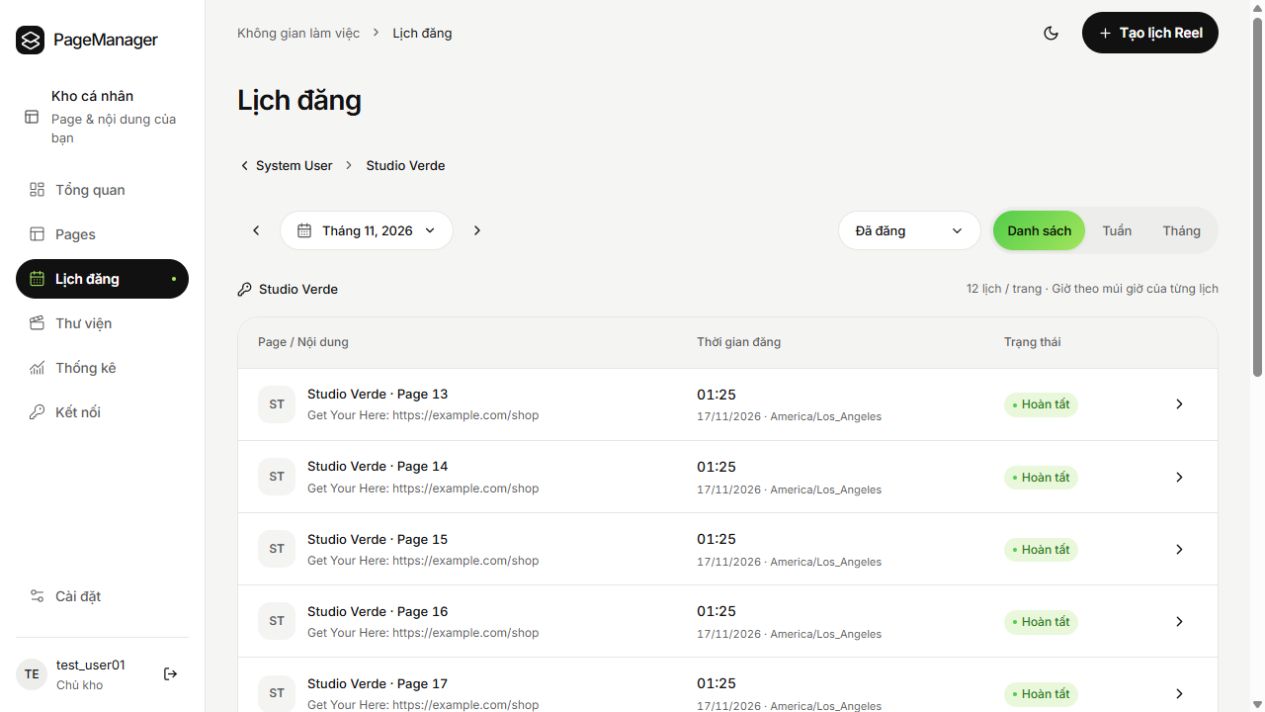 PageManager
Kho cá nhân
Page & nội dung của
bạn
Tổng quan
Pages
Lịch đăng
Thư viện
Thống kê
Kết nối
Cài đặt
TE
test_user01
Chủ kho
Không gian làm việc > Lịch đăng
+ Tạo lịch Reel
Lịch đăng
< System User > Studio Verde
Tháng 11, 2026
Đã đăng
Danh sách
Tuần
Tháng
Studio Verde
12 lịch / trang · Giờ theo múi giờ của từng lịch
Page / Nội dung
Thời gian đăng
Trạng thái
ST
Studio Verde · Page 13
Get Your Here: https://example.com/shop
01:25
17/11/2026 · America/Los_Angeles
Hoàn tất
ST
Studio Verde · Page 14
Get Your Here: https://example.com/shop
01:25
17/11/2026 · America/Los_Angeles
Hoàn tất
ST
Studio Verde · Page 15
Get Your Here: https://example.com/shop
01:25
17/11/2026 · America/Los_Angeles
Hoàn tất
ST
Studio Verde · Page 16
Get Your Here: https://example.com/shop
01:25
17/11/2026 · America/Los_Angeles
Hoàn tất
ST
Studio Verde · Page 17
Get Your Here: https://example.com/shop
01:25
17/11/2026 · America/Los_Angeles
Hoàn tất